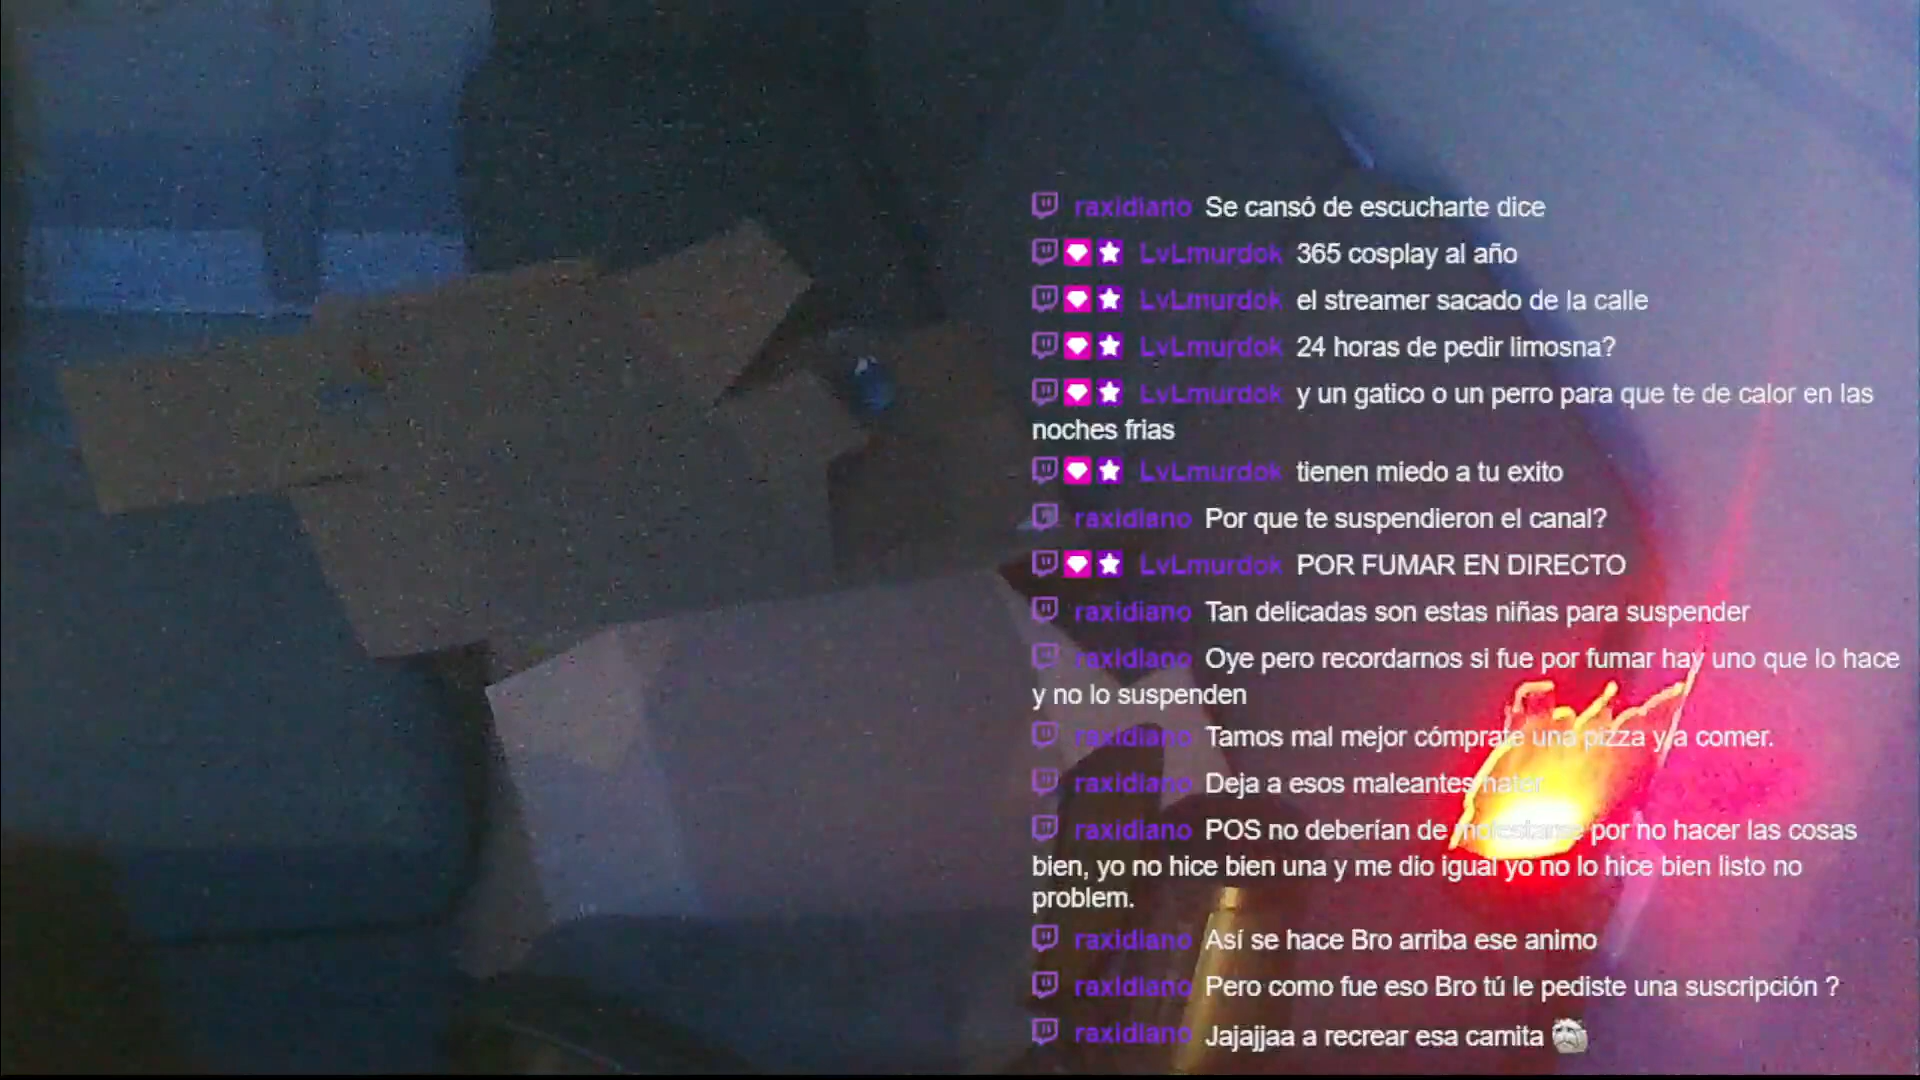 raxidiano Se cansó de escucharte dice
LvLmurdok 365 cosplay al año
LvLmurdok el streamer sacado de la calle
LvLmurdok 24 horas de pedir limosna?
LvLmurdok y un gatico o un perro para que te de calor en las
noches frias
LvLmurdok tienen miedo a tu exito
raxidiano Por que te suspendieron el canal?
LvLmurdok POR FUMAR EN DIRECTO
raxidiano Tan delicadas son estas niñas para suspender
raxidiano Oye pero recordarnos si fue por fumar hay uno que lo hace
y no lo suspenden
raxidiano Tamos mal mejor cómprate una pizza y a comer.
raxidiano Deja a esos maleantes hater
raxidiano POS no deberían de molestarse por no hacer las cosas
bien, yo no hice bien una y me dio igual yo no lo hice bien listo no
problem.
raxidiano Así se hace Bro arriba ese animo
raxidiano Pero como fue eso Bro tú le pediste una suscripción ?
raxidiano Jajajjaa a recrear esa camita